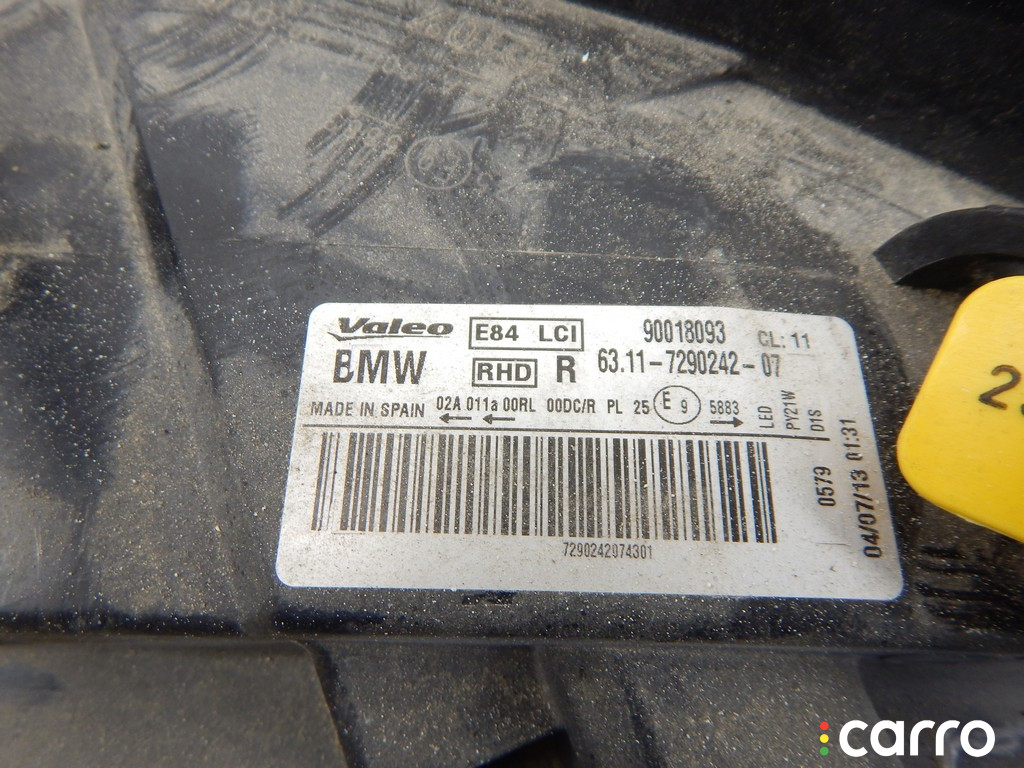 Valeo E84 LCI 90018093 CL: 11
BMW RHD R 63.11-7290242-07
MADE IN SPAIN 02A 011a 00RL 00DC/R PL 25 E 9 5883
LED
PY21W
D1S
0579
04/07/13 01:31
7290242074301
carro